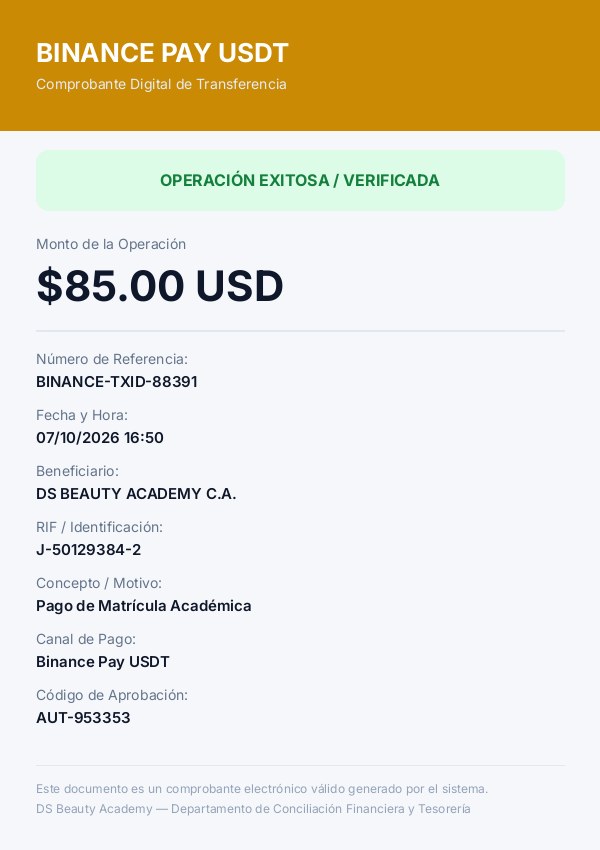 BINANCE PAY USDT
Comprobante Digital de Transferencia
OPERACIÓN EXITOSA / VERIFICADA
Monto de la Operación
$85.00 USD
Número de Referencia:
BINANCE-TXID-88391
Fecha y Hora:
07/10/2026 16:50
Beneficiario:
DS BEAUTY ACADEMY C.A.
RIF / Identificación:
J-50129384-2
Concepto / Motivo:
Pago de Matrícula Académica
Canal de Pago:
Binance Pay USDT
Código de Aprobación:
AUT-953353
Este documento es un comprobante electrónico válido generado por el sistema.
DS Beauty Academy — Departamento de Conciliación Financiera y Tesorería